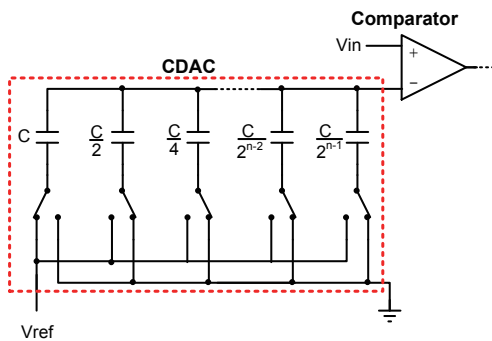 Comparator
Vin
+
−
CDAC
C
C/2
C/4
C/2^{n-2}
C/2^{n-1}
Vref